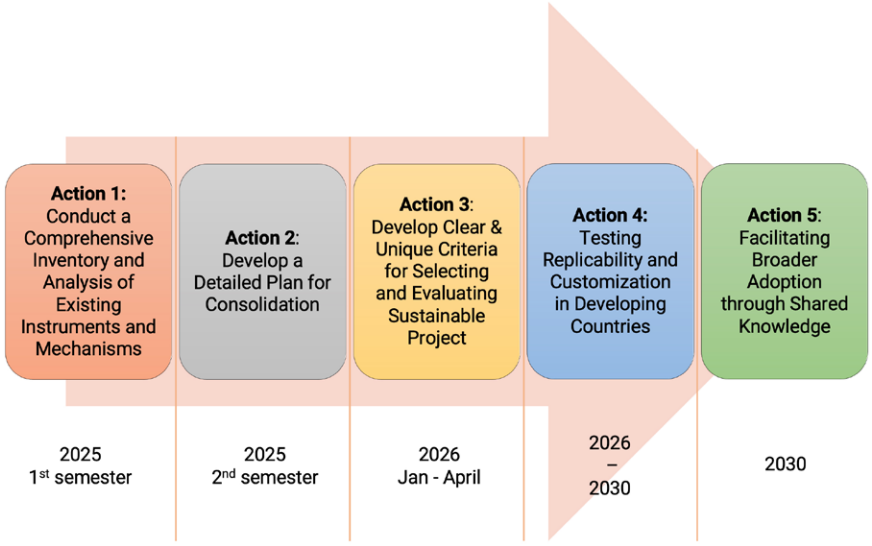 Action 1:
Conduct a
Comprehensive
Inventory and
Analysis of
Existing
Instruments and
Mechanisms
Action 2:
Develop a
Detailed Plan for
Consolidation
Action 3:
Develop Clear &
Unique Criteria
for Selecting
and Evaluating
Sustainable
Project
Action 4:
Testing
Replicability and
Customization
in Developing
Countries
Action 5:
Facilitating
Broader
Adoption
through Shared
Knowledge
2025
1st semester
2025
2nd semester
2026
Jan - April
2026
–
2030
2030